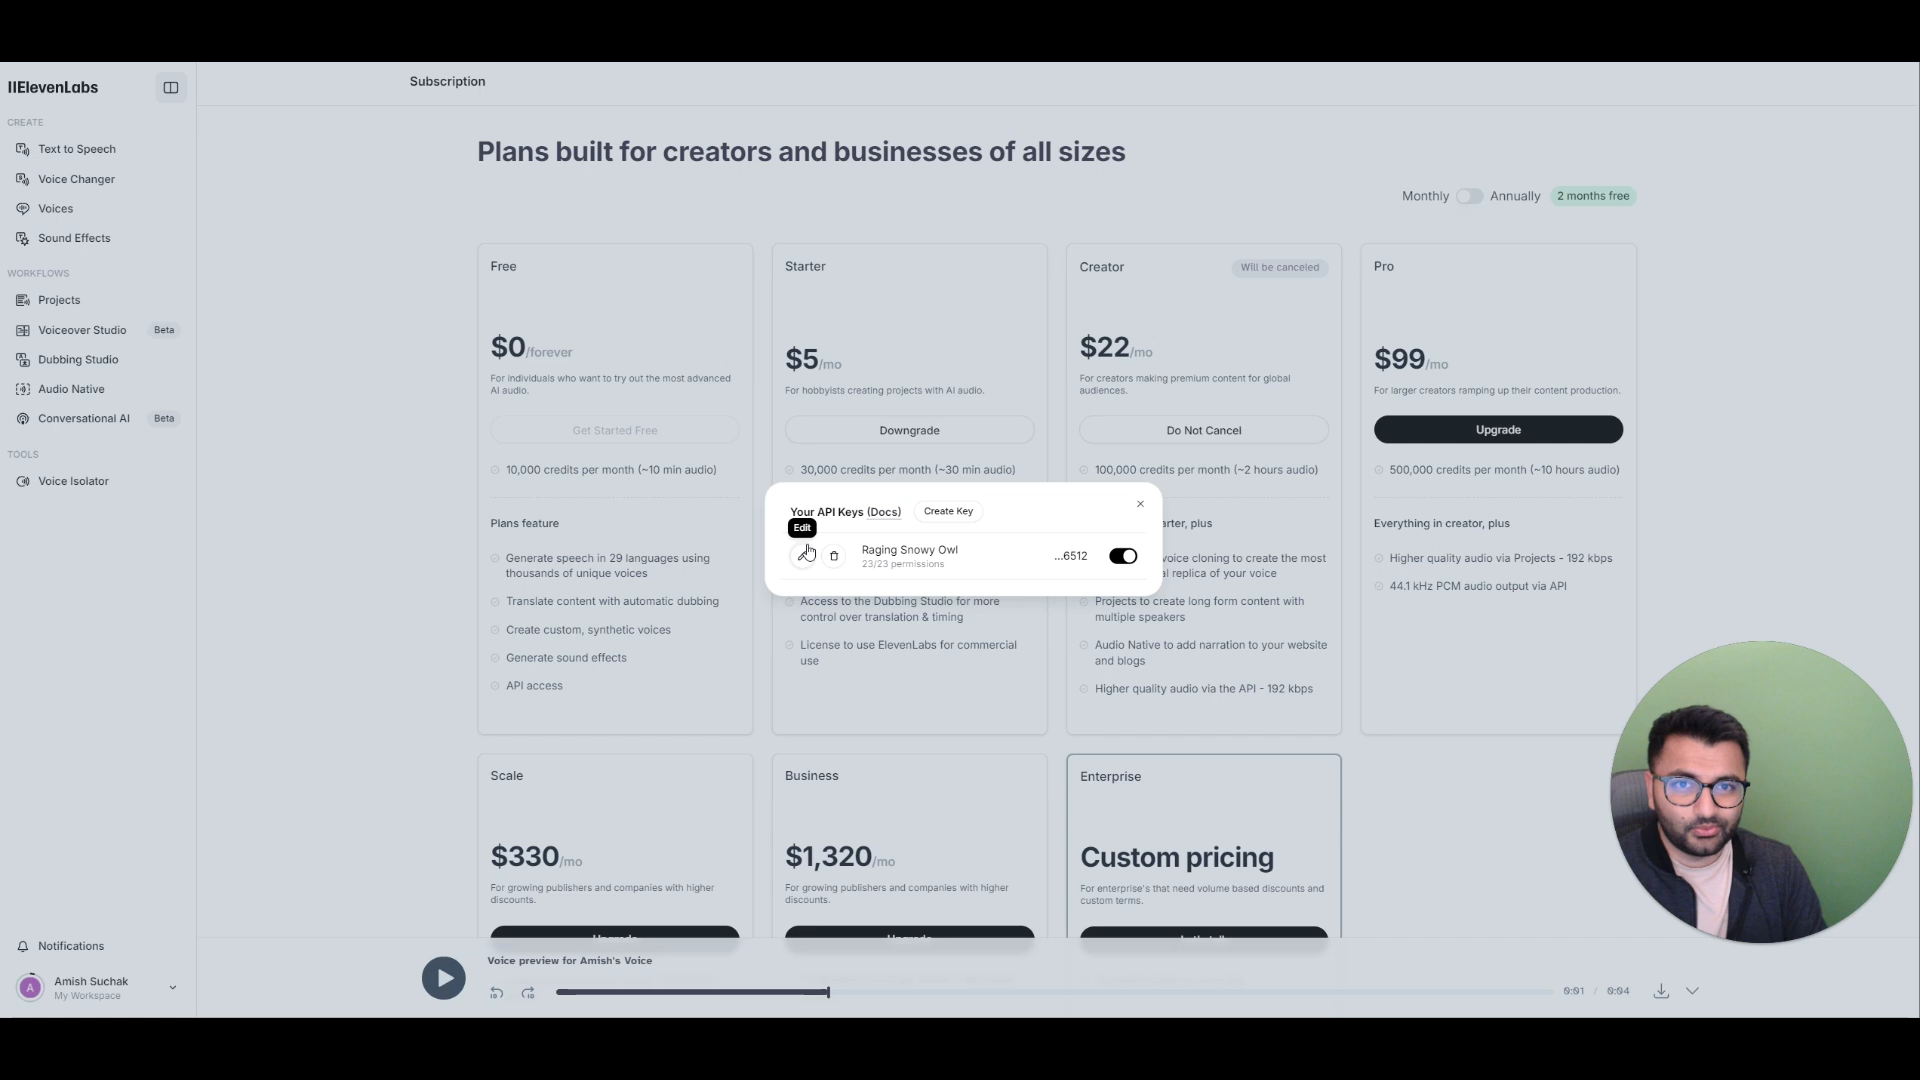 IIElevenLabs
CREATE
Text to Speech
Voice Changer
Voices
Sound Effects
WORKFLOWS
Projects
Voiceover Studio Beta
Dubbing Studio
Audio Native
Conversational AI Beta
TOOLS
Voice Isolator
Notifications
A
Amish Suchak
My Workspace
Subscription
Plans built for creators and businesses of all sizes
Monthly Annually 2 months free
Free
$0/forever
For individuals who want to try out the most advanced
AI audio.
Get Started Free
10,000 credits per month (~10 min audio)
Plans feature
Generate speech in 29 languages using
thousands of unique voices
Translate content with automatic dubbing
Create custom, synthetic voices
Generate sound effects
API access
Starter
$5/mo
For hobbyists creating projects with AI audio.
Downgrade
30,000 credits per month (~30 min audio)
Access to the Dubbing Studio for more
control over translation & timing
License to use ElevenLabs for commercial
use
Creator Will be canceled
$22/mo
For creators making premium content for global
audiences.
Do Not Cancel
100,000 credits per month (~2 hours audio)
arter, plus
voice cloning to create the most
al replica of your voice
Projects to create long form content with
multiple speakers
Audio Native to add narration to your website
and blogs
Higher quality audio via the API - 192 kbps
Pro
$99/mo
For larger creators ramping up their content production.
Upgrade
500,000 credits per month (~10 hours audio)
Everything in creator, plus
Higher quality audio via Projects - 192 kbps
44.1 kHz PCM audio output via API
Your API Keys (Docs) Create Key
Edit
Raging Snowy Owl
23/23 permissions
...6512
Scale
$330/mo
For growing publishers and companies with higher
discounts.
Upgrade
Business
$1,320/mo
For growing publishers and companies with higher
discounts.
Upgrade
Enterprise
Custom pricing
For enterprise's that need volume based discounts and
custom terms.
Voice preview for Amish's Voice
10 10
0:01 / 0:04